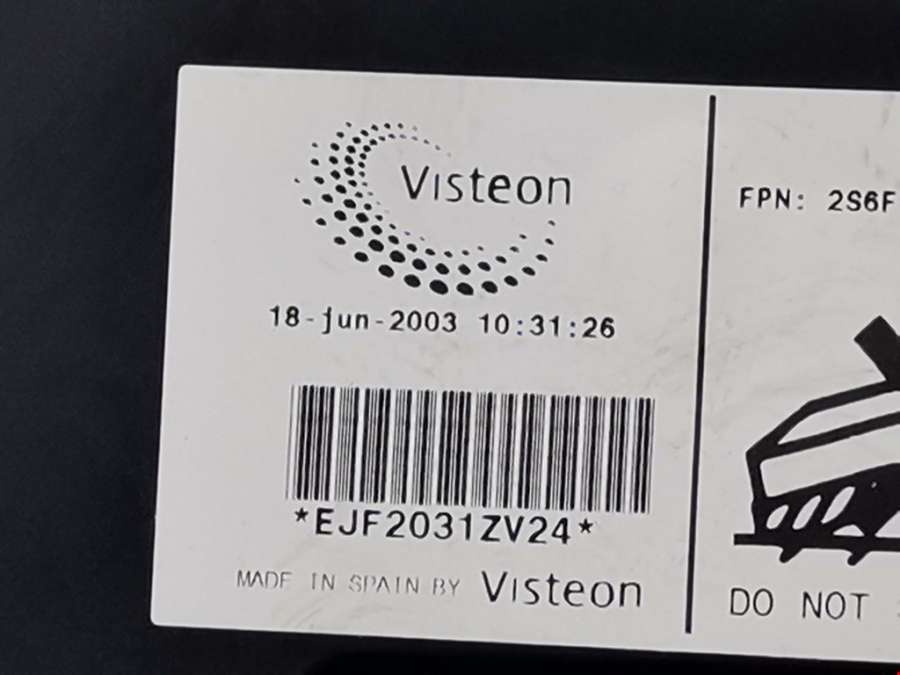 Visteon
18-jun-2003 10:31:26
*EJF2031ZV24*
MADE IN SPAIN BY Visteon
FPN: 2S6F
DO NOT